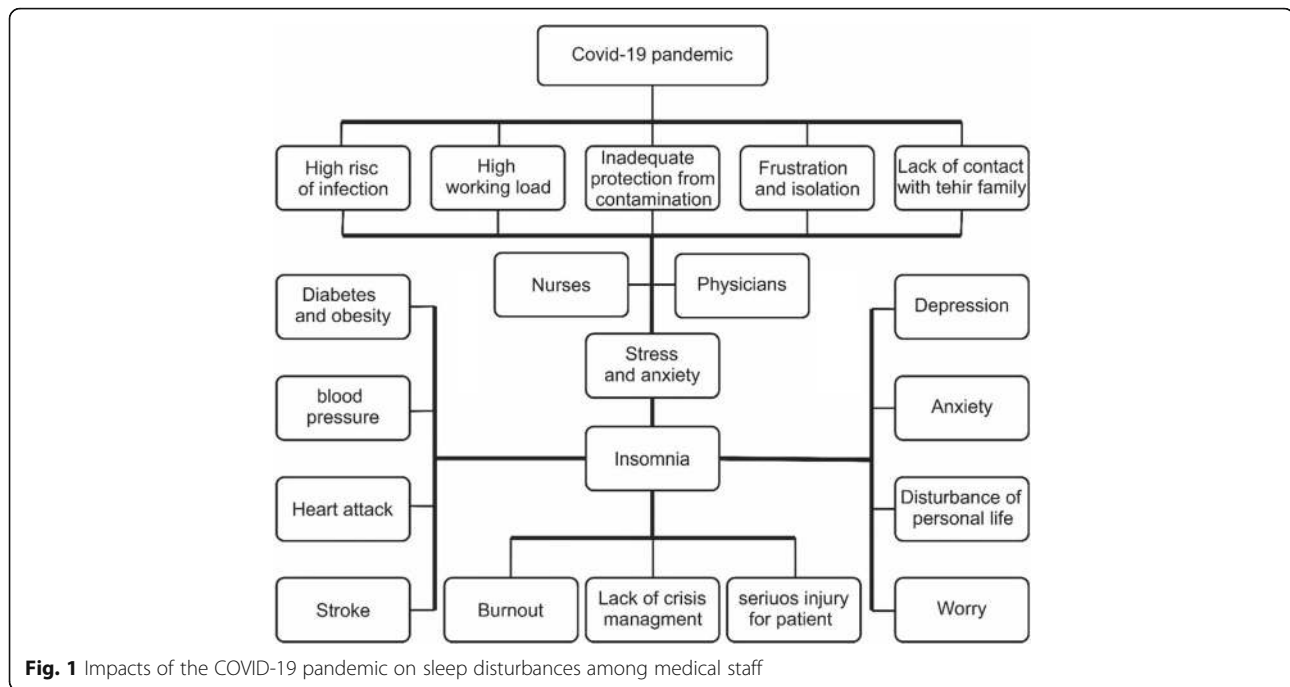 Covid-19 pandemic
High risc
of infection
High
working load
Inadequate
protection from
contamination
Frustration
and isolation
Lack of contact
with tehir family
Nurses
Physicians
Diabetes
and obesity
Depression
Stress
and anxiety
blood
pressure
Anxiety
Insomnia
Heart attack
Disturbance of
personal life
Stroke
Burnout
Lack of crisis
managment
seriuos injury
for patient
Worry
Fig. 1 Impacts of the COVID-19 pandemic on sleep disturbances among medical staff